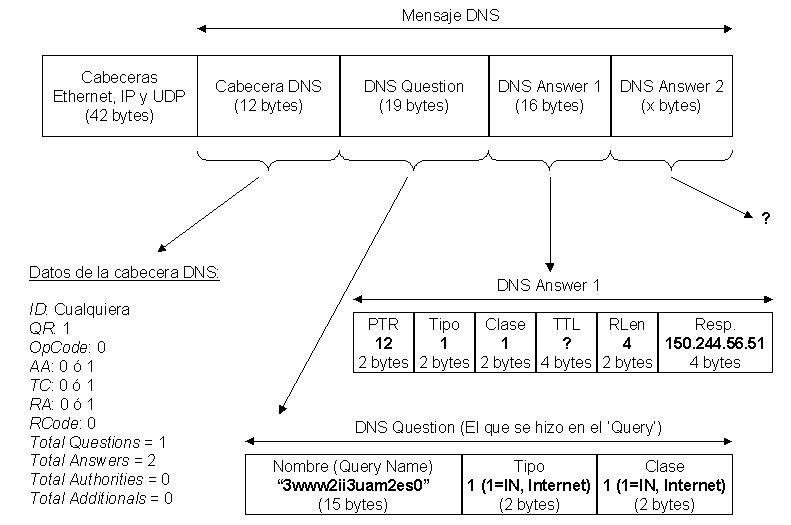 Mensaje DNS
Cabeceras
Ethernet, IP y UDP
(42 bytes)
Cabecera DNS
(12 bytes)
DNS Question
(19 bytes)
DNS Answer 1
(16 bytes)
DNS Answer 2
(x bytes)
?
Datos de la cabecera DNS:
ID: Cualquiera
QR: 1
OpCode: 0
AA: 0 ó 1
TC: 0 ó 1
RA: 0 ó 1
RCode: 0
Total Questions = 1
Total Answers = 2
Total Authorities = 0
Total Additionals = 0
DNS Answer 1
PTR
12
2 bytes
Tipo
1
2 bytes
Clase
1
2 bytes
TTL
?
4 bytes
RLen
4
2 bytes
Resp.
150.244.56.51
4 bytes
DNS Question (El que se hizo en el 'Query')
Nombre (Query Name)
"3www2ii3uam2es0"
(15 bytes)
Tipo
1 (1=IN, Internet)
(2 bytes)
Clase
1 (1=IN, Internet)
(2 bytes)